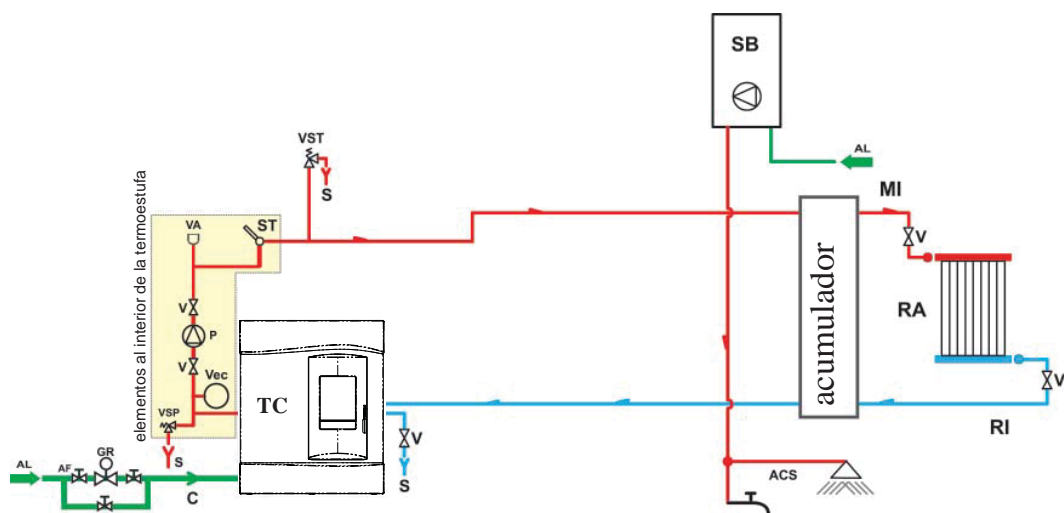 SB
AL
VST
S
elementos al interior de la termoestufa
VA
ST
MI
V
V
P
V
Vec
VSP
S
TC
acumulador
RA
V
RI
V
S
AL
AF
GR
C
ACS